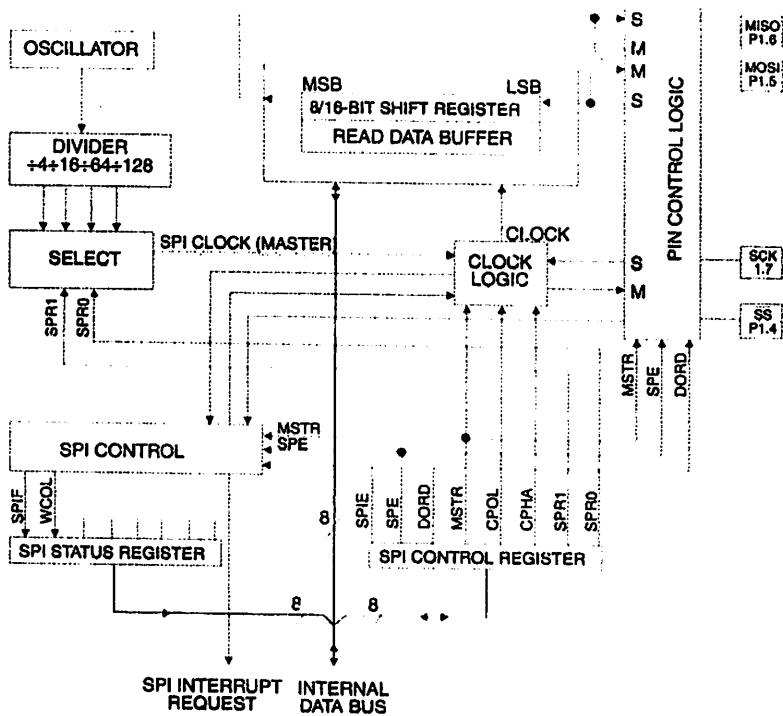 OSCILLATOR
DIVIDER
÷4÷16÷64÷128
SELECT
SPI CLOCK (MASTER)
SPR1
SPR0
MSB
LSB
8/16-BIT SHIFT REGISTER
READ DATA BUFFER
CLOCK
CLOCK
LOGIC
S
M
M
S
S
M
PIN CONTROL LOGIC
MISO
P1.6
MOSI
P1.5
SCK
1.7
SS
P1.4
MSTR
SPE
DORD
SPI CONTROL
MSTR
SPE
SPIF
WCOL
SPI STATUS REGISTER
SPIE
SPE
DORD
MSTR
CPOL
CPHA
SPR1
SPR0
SPI CONTROL REGISTER
8
8
8
SPI INTERRUPT
REQUEST
INTERNAL
DATA BUS